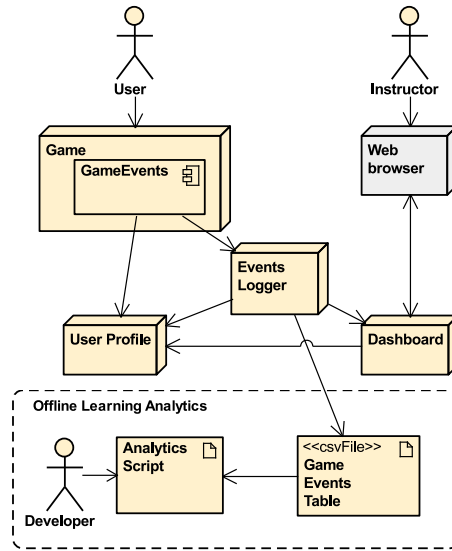 User
Instructor
Game
GameEvents
Web
browser
Events
Logger
User Profile
Dashboard
Offline Learning Analytics
Analytics
Script
<<csvFile>>
Game
Events
Table
Developer